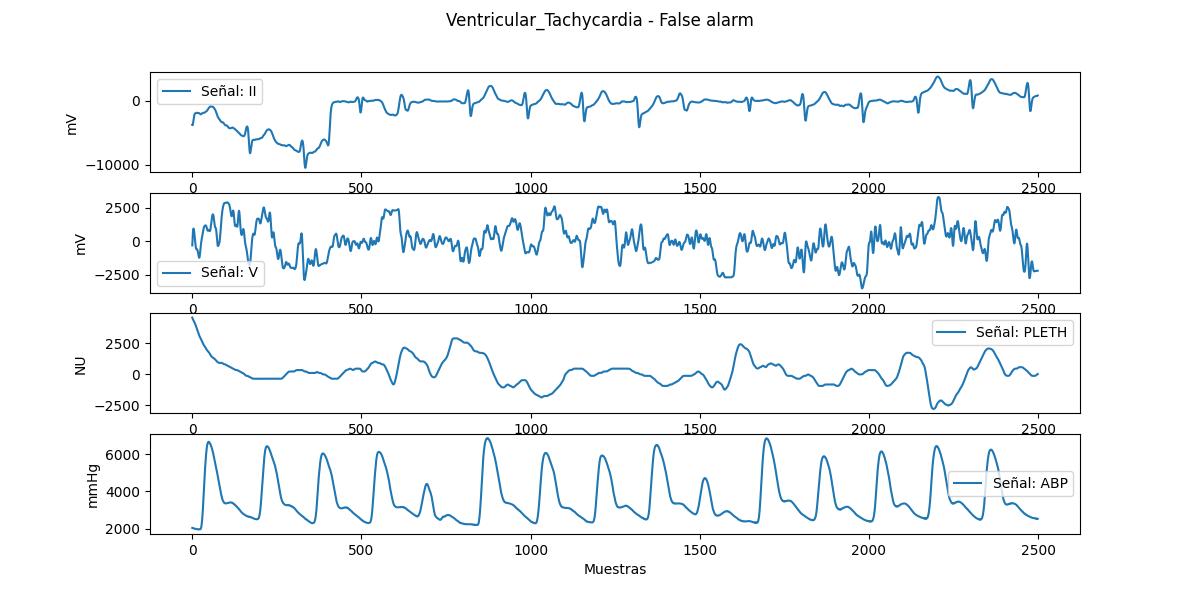 Ventricular_Tachycardia - False alarm
Señal: II
0
−10000
mV
0 500 1000 1500 2000 2500
2500
0
−2500
mV
Señal: V
0 500 1000 1500 2000 2500
Señal: PLETH
2500
0
−2500
NU
0 500 1000 1500 2000 2500
6000
4000
2000
mmHg
Señal: ABP
0 500 1000 1500 2000 2500
Muestras